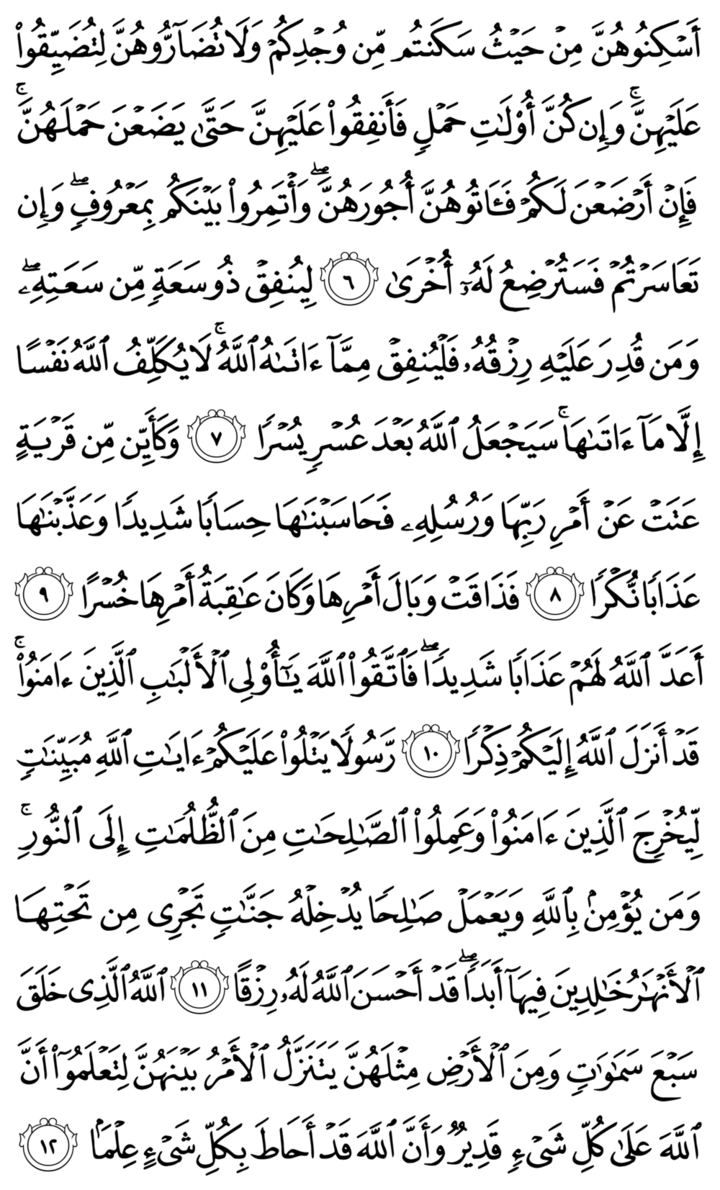 أَسۡكِنُوهُنَّ مِنۡ حَيۡثُ سَكَنتُم مِّن وُجۡدِكُمۡ وَلَا تُضَآرُّوهُنَّ لِتُضَيِّقُواْ
عَلَيۡهِنَّۚ وَإِن كُنَّ أُوْلَٰتِ حَمۡلٖ فَأَنفِقُواْ عَلَيۡهِنَّ حَتَّىٰ يَضَعۡنَ حَمۡلَهُنَّۚ
فَإِنۡ أَرۡضَعۡنَ لَكُمۡ فَـَٔاتُوهُنَّ أُجُورَهُنَّۖ وَأۡتَمِرُواْ بَيۡنَكُم بِمَعۡرُوفٖۖ وَإِن
تَعَاسَرۡتُمۡ فَسَتُرۡضِعُ لَهُۥٓ أُخۡرَىٰ ٦ لِيُنفِقۡ ذُو سَعَةٖ مِّن سَعَتِهِۦۖ
وَمَن قُدِرَ عَلَيۡهِ رِزۡقُهُۥ فَلۡيُنفِقۡ مِمَّآ ءَاتَىٰهُ ٱللَّهُۚ لَا يُكَلِّفُ ٱللَّهُ نَفۡسًا
إِلَّا مَآ ءَاتَىٰهَاۚ سَيَجۡعَلُ ٱللَّهُ بَعۡدَ عُسۡرٖ يُسۡرٗا ٧ وَكَأَيِّن مِّن قَرۡيَةٍ
عَتَتۡ عَنۡ أَمۡرِ رَبِّهَا وَرُسُلِهِۦ فَحَاسَبۡنَٰهَا حِسَابٗا شَدِيدٗا وَعَذَّبۡنَٰهَا
عَذَابٗا نُّكۡرٗا ٨ فَذَاقَتۡ وَبَالَ أَمۡرِهَا وَكَانَ عَٰقِبَةُ أَمۡرِهَا خُسۡرًا ٩
أَعَدَّ ٱللَّهُ لَهُمۡ عَذَابٗا شَدِيدٗاۖ فَٱتَّقُواْ ٱللَّهَ يَٰٓأُوْلِي ٱلۡأَلۡبَٰبِ ٱلَّذِينَ ءَامَنُواْۚ
قَدۡ أَنزَلَ ٱللَّهُ إِلَيۡكُمۡ ذِكۡرٗا ١٠ رَّسُولٗا يَتۡلُواْ عَلَيۡكُمۡ ءَايَٰتِ ٱللَّهِ مُبَيِّنَٰتٖ
لِّيُخۡرِجَ ٱلَّذِينَ ءَامَنُواْ وَعَمِلُواْ ٱلصَّٰلِحَٰتِ مِنَ ٱلظُّلُمَٰتِ إِلَى ٱلنُّورِۚ
وَمَن يُؤۡمِنۢ بِٱللَّهِ وَيَعۡمَلۡ صَٰلِحٗا يُدۡخِلۡهُ جَنَّٰتٖ تَجۡرِي مِن تَحۡتِهَا
ٱلۡأَنۡهَٰرُ خَٰلِدِينَ فِيهَآ أَبَدٗاۖ قَدۡ أَحۡسَنَ ٱللَّهُ لَهُۥ رِزۡقًا ١١ ٱللَّهُ ٱلَّذِي خَلَقَ
سَبۡعَ سَمَٰوَٰتٖ وَمِنَ ٱلۡأَرۡضِ مِثۡلَهُنَّۖ يَتَنَزَّلُ ٱلۡأَمۡرُ بَيۡنَهُنَّ لِتَعۡلَمُوٓاْ أَنَّ
ٱللَّهَ عَلَىٰ كُلِّ شَيۡءٖ قَدِيرٞ وَأَنَّ ٱللَّهَ قَدۡ أَحَاطَ بِكُلِّ شَيۡءٍ عِلۡمَۢا ١٢